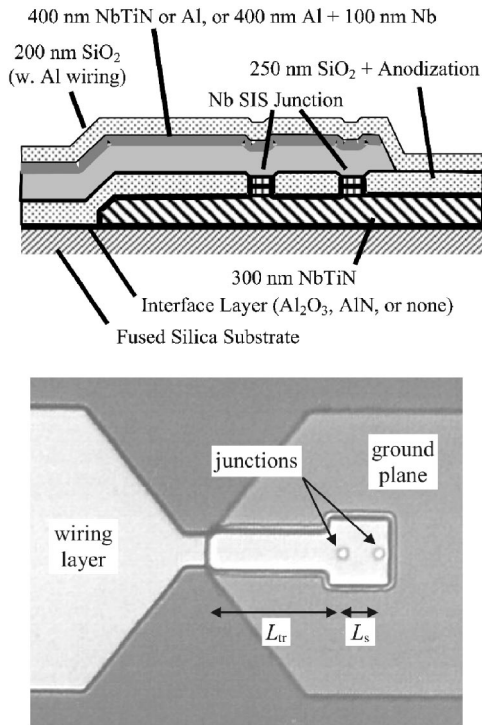 400 nm NbTiN or Al, or 400 nm Al + 100 nm Nb
200 nm SiO₂
(w. Al wiring)
250 nm SiO₂ + Anodization
Nb SIS Junction
300 nm NbTiN
Interface Layer (Al₂O₃, AlN, or none)
Fused Silica Substrate
junctions
ground
plane
wiring
layer
Lₜᵣ
Lₛ